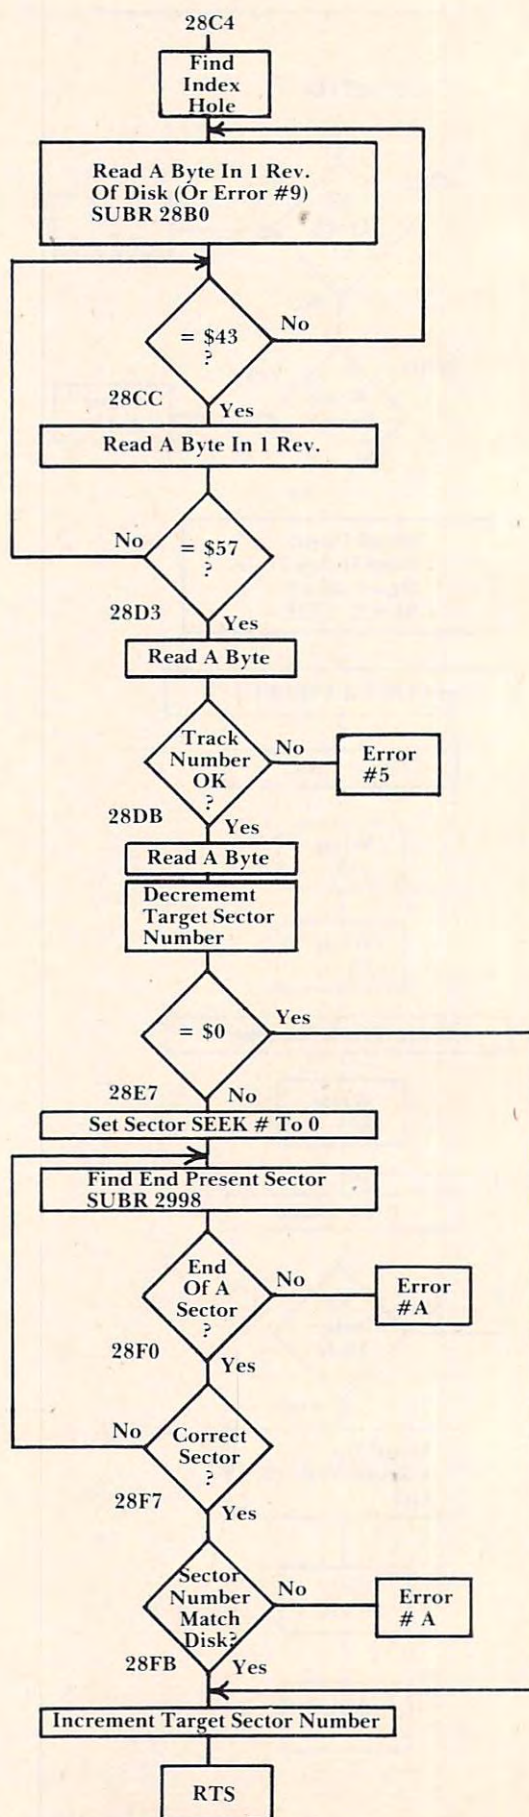 28C4
Find
Index
Hole
Read A Byte In 1 Rev.
Of Disk (Or Error #9)
SUBR 28B0
= $43
?
No
28CC
Yes
Read A Byte In 1 Rev.
No
= $57
?
28D3
Yes
Read A Byte
Track
Number
OK
?
No
Error
#5
28DB
Yes
Read A Byte
Decrememt
Target Sector
Number
= $0
Yes
28E7
No
Set Sector SEEK # To 0
Find End Present Sector
SUBR 2998
End
Of A
Sector
?
No
Error
#A
28F0
Yes
No
Correct
Sector
?
28F7
Yes
Sector
Number
Match
Disk?
No
Error
# A
28FB
Yes
Increment Target Sector Number
RTS